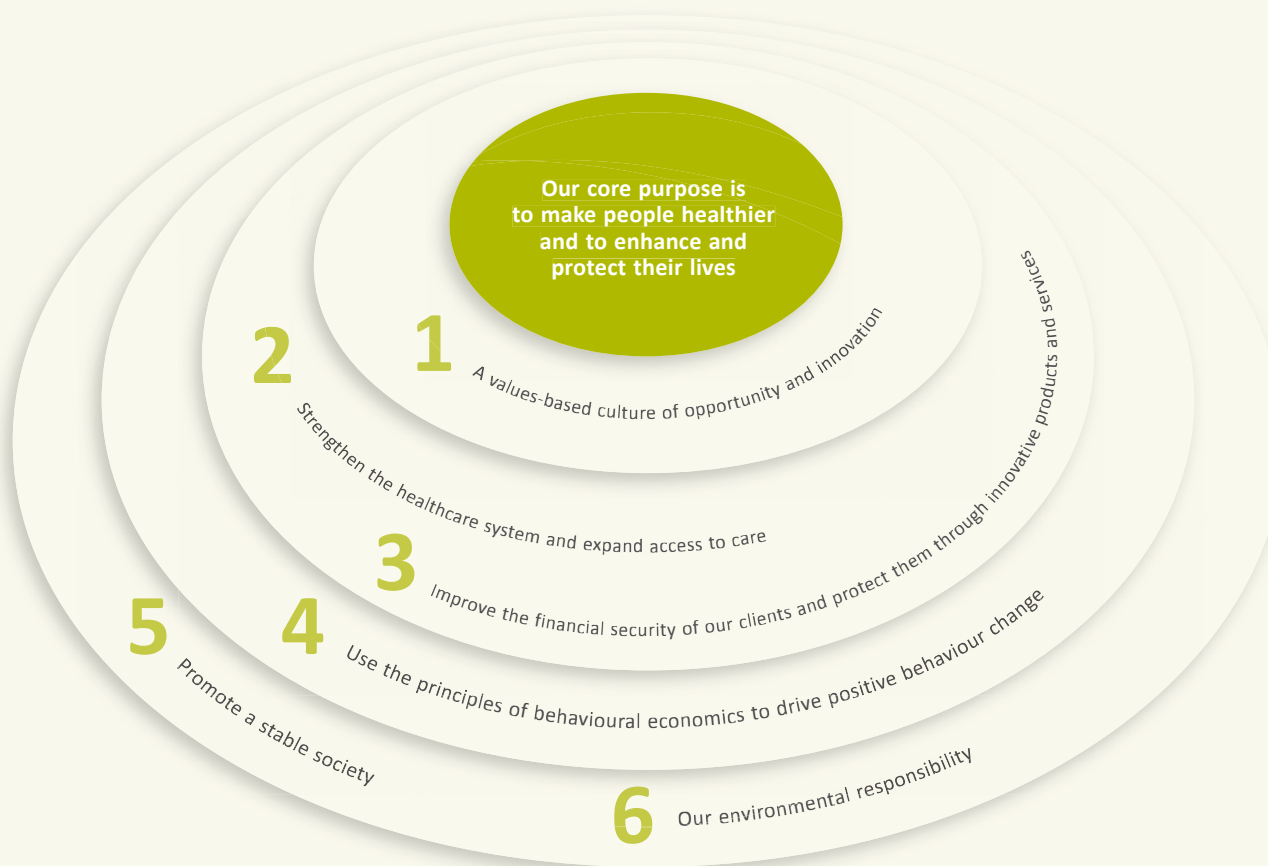 Our core purpose is
to make people healthier
and to enhance and
protect their lives
1
A values-based culture of opportunity and innovation
2
Strengthen the healthcare system and expand access to care
3
Improve the financial security of our clients and protect them through innovative products and services
4
Use the principles of behavioural economics to drive positive behaviour change
5
Promote a stable society
6
Our environmental responsibility